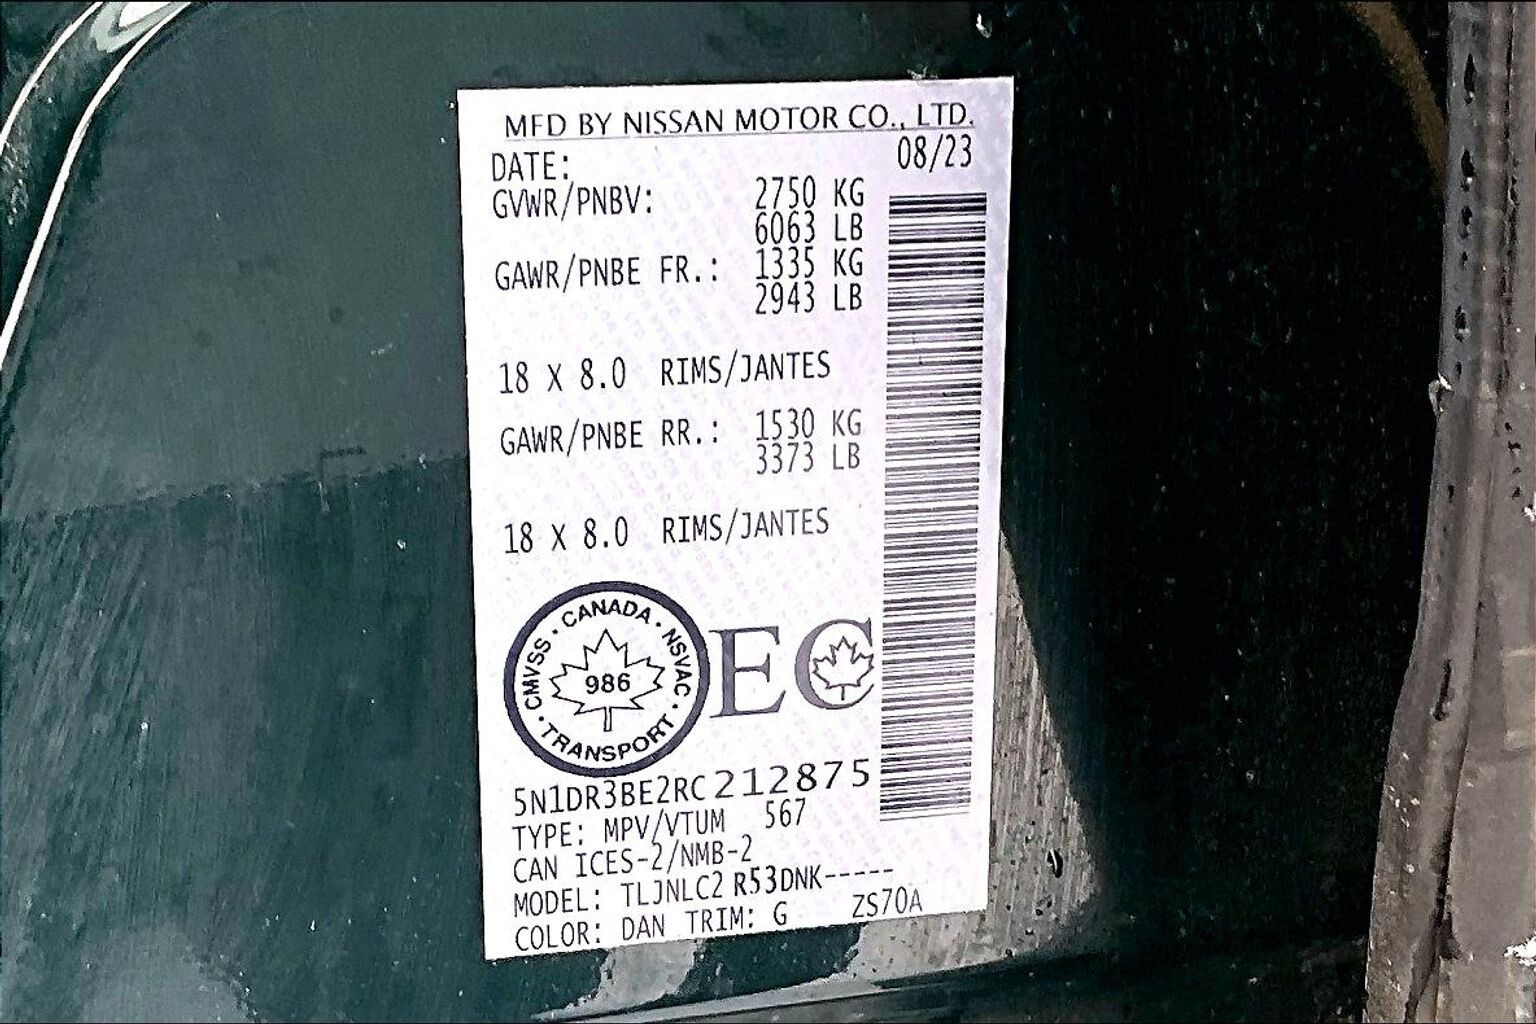 MFD BY NISSAN MOTOR CO., LTD.
DATE: 08/23
GVWR/PNBV: 2750 KG
6063 LB
GAWR/PNBE FR.: 1335 KG
2943 LB
18 X 8.0 RIMS/JANTES
GAWR/PNBE RR.: 1530 KG
3373 LB
18 X 8.0 RIMS/JANTES
CMVSS · CANADA · NSVAC · TRANSPORT ·
986
EC
5N1DR3BE2RC212875
TYPE: MPV/VTUM 567
CAN ICES-2/NMB-2
MODEL: TLJNLC2 R53DNK-----
COLOR: DAN TRIM: G ZS70A